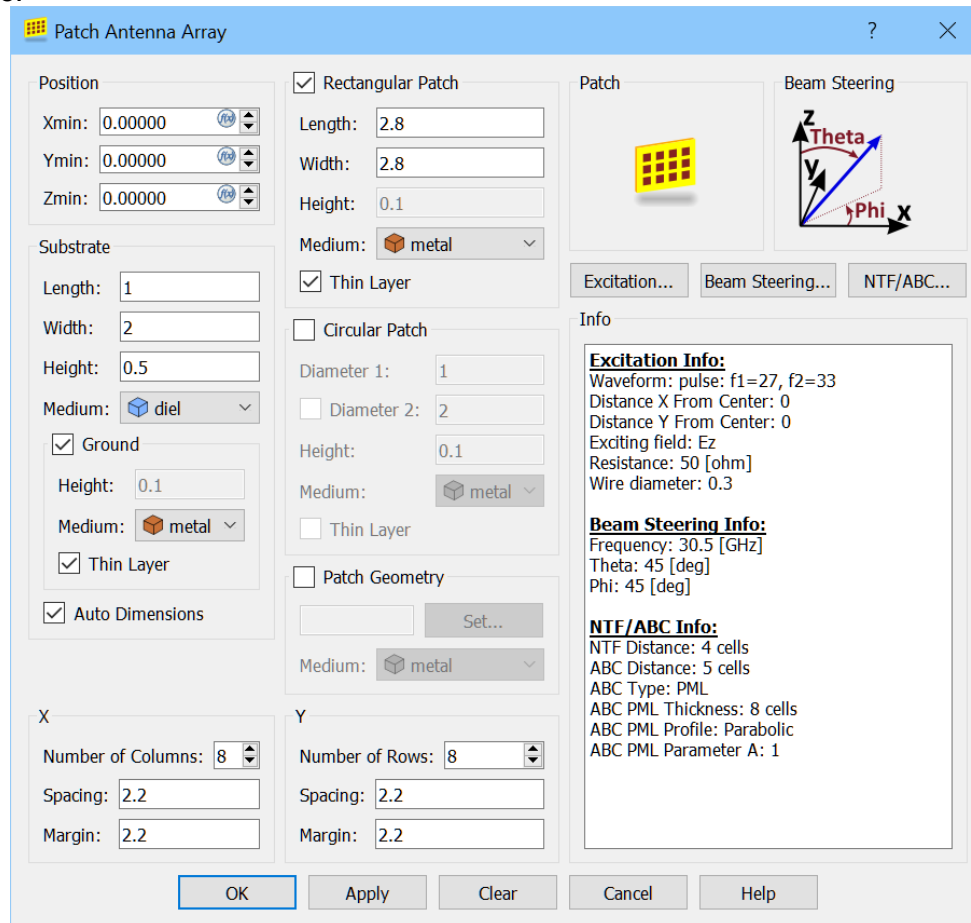 Patch Antenna Array
?
Position
Xmin: 0.00000 f(x)
Ymin: 0.00000 f(x)
Zmin: 0.00000 f(x)
Substrate
Length: 1
Width: 2
Height: 0.5
Medium: diel
Ground
Height: 0.1
Medium: metal
Thin Layer
Auto Dimensions
Rectangular Patch
Length: 2.8
Width: 2.8
Height: 0.1
Medium: metal
Thin Layer
Circular Patch
Diameter 1: 1
Diameter 2: 2
Height: 0.1
Medium: metal
Thin Layer
Patch Geometry
Set...
Medium: metal
X
Number of Columns: 8
Spacing: 2.2
Margin: 2.2
Y
Number of Rows: 8
Spacing: 2.2
Margin: 2.2
Patch
Beam Steering
Z
Theta
y
Phi
X
Excitation... Beam Steering... NTF/ABC...
Info
Excitation Info:
Waveform: pulse: f1=27, f2=33
Distance X From Center: 0
Distance Y From Center: 0
Exciting field: Ez
Resistance: 50 [ohm]
Wire diameter: 0.3
Beam Steering Info:
Frequency: 30.5 [GHz]
Theta: 45 [deg]
Phi: 45 [deg]
NTF/ABC Info:
NTF Distance: 4 cells
ABC Distance: 5 cells
ABC Type: PML
ABC PML Thickness: 8 cells
ABC PML Profile: Parabolic
ABC PML Parameter A: 1
OK Apply Clear Cancel Help